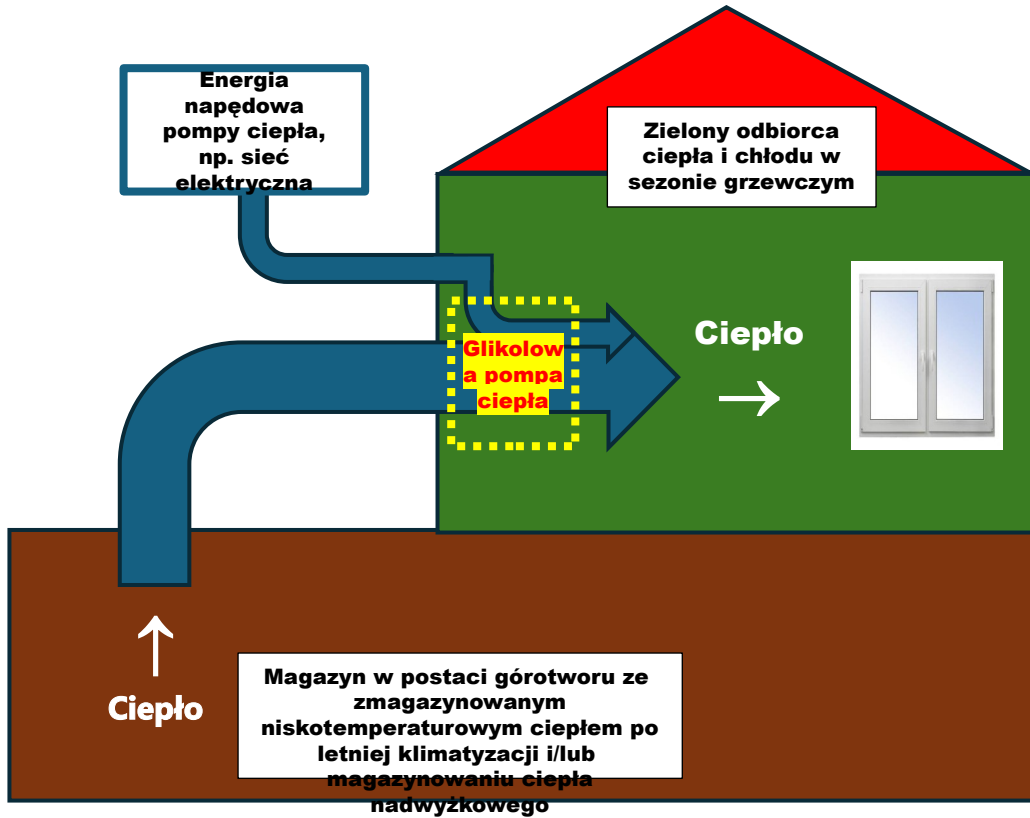 Energia
napędowa
pompy ciepła,
np. sieć
elektryczna
Zielony odbiorca
ciepła i chłodu w
sezonie grzewczym
Glikolow
a pompa
ciepła
Ciepło
→
↑
Ciepło
Magazyn w postaci górotworu ze
zmagazynowanym
niskotemperaturowym ciepłem po
letniej klimatyzacji i/lub
magazynowaniu ciepła
nadwyżkowego